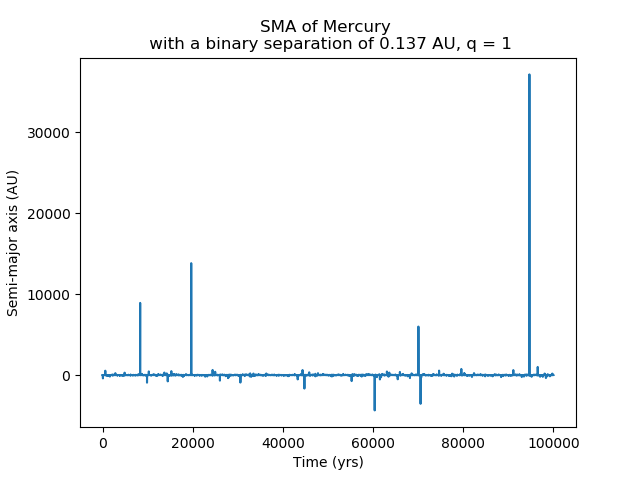 SMA of Mercury
with a binary separation of 0.137 AU, q = 1
Semi-major axis (AU)
30000
20000
10000
0
0 20000 40000 60000 80000 100000
Time (yrs)